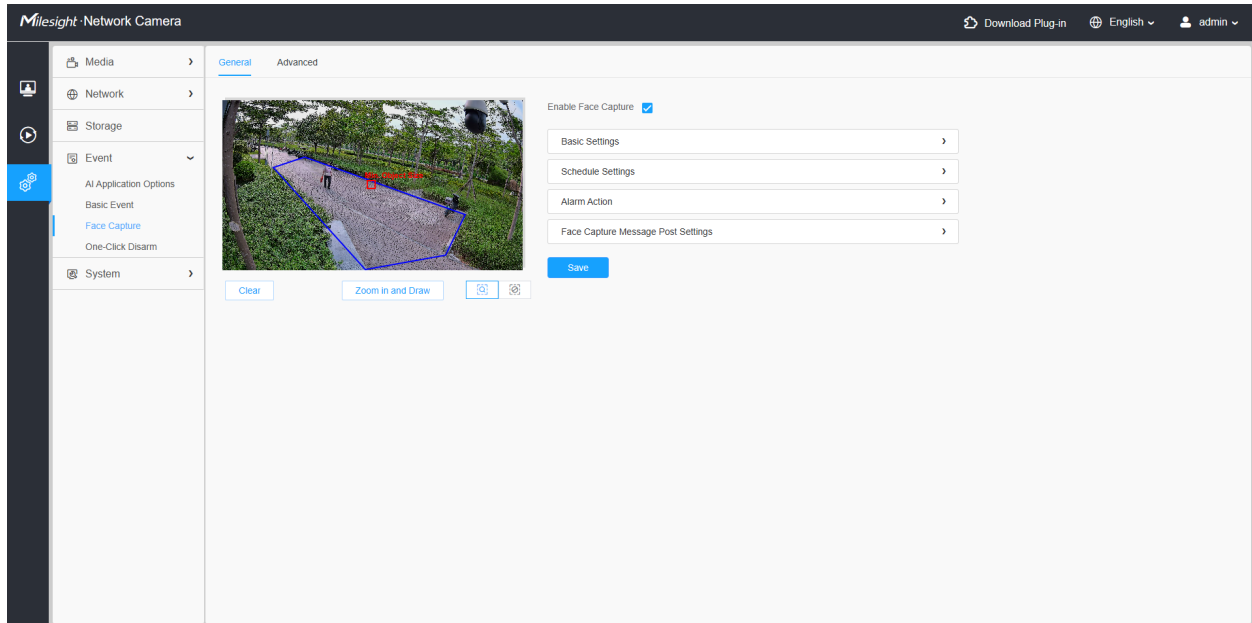 Milesight · Network Camera
Download Plug-in
English
admin
Media
Network
Storage
Event
AI Application Options
Basic Event
Face Capture
One-Click Disarm
System
General
Advanced
Enable Face Capture
Basic Settings
Schedule Settings
Alarm Action
Face Capture Message Post Settings
Save
Clear
Zoom in and Draw